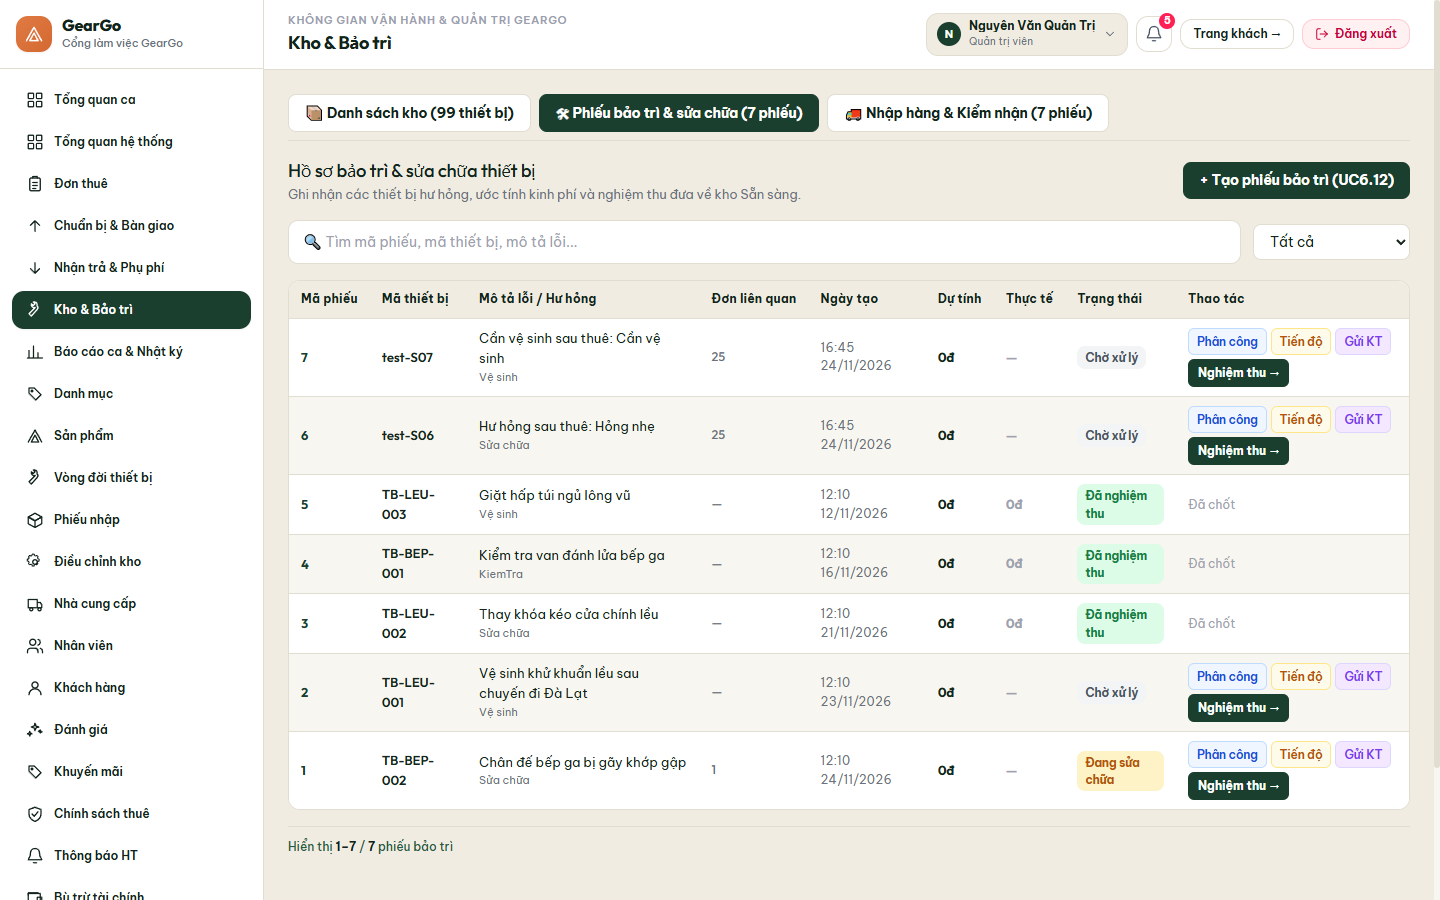 GearGo
Cổng làm việc GearGo
Tổng quan ca
Tổng quan hệ thống
Đơn thuê
Chuẩn bị & Bàn giao
Nhận trả & Phụ phí
Kho & Bảo trì
Báo cáo ca & Nhật ký
Danh mục
Sản phẩm
Vòng đời thiết bị
Phiếu nhập
Điều chỉnh kho
Nhà cung cấp
Nhân viên
Khách hàng
Đánh giá
Khuyến mãi
Chính sách thuê
Thông báo HT
Bù trừ tài chính
KHÔNG GIAN VẬN HÀNH & QUẢN TRỊ GEARGO
Kho & Bảo trì
N
Nguyễn Văn Quản Trị
Quản trị viên
5
Trang khách →
Đăng xuất
Danh sách kho (99 thiết bị)
Phiếu bảo trì & sửa chữa (7 phiếu)
Nhập hàng & Kiểm nhận (7 phiếu)
Hồ sơ bảo trì & sửa chữa thiết bị
Ghi nhận các thiết bị hư hỏng, ước tính kinh phí và nghiệm thu đưa về kho Sẵn sàng.
+ Tạo phiếu bảo trì (UC6.12)
Tìm mã phiếu, mã thiết bị, mô tả lỗi...
Tất cả
Mã phiếu Mã thiết bị Mô tả lỗi / Hư hỏng Đơn liên quan Ngày tạo Dự tính Thực tế Trạng thái Thao tác
7 test-S07 Cần vệ sinh sau thuê: Cần vệ sinh
Vệ sinh
25 16:45 24/11/2026 0đ — Chờ xử lý Phân công Tiến độ Gửi KT
Nghiệm thu →
6 test-S06 Hư hỏng sau thuê: Hỏng nhẹ
Sửa chữa
25 16:45 24/11/2026 0đ — Chờ xử lý Phân công Tiến độ Gửi KT
Nghiệm thu →
5 TB-LEU-003 Giặt hấp túi ngủ lông vũ
Vệ sinh
— 12:10 12/11/2026 0đ 0đ Đã nghiệm thu Đã chốt
4 TB-BEP-001 Kiểm tra van đánh lửa bếp ga
KiemTra
— 12:10 16/11/2026 0đ 0đ Đã nghiệm thu Đã chốt
3 TB-LEU-002 Thay khóa kéo cửa chính lều
Sửa chữa
— 12:10 21/11/2026 0đ 0đ Đã nghiệm thu Đã chốt
2 TB-LEU-001 Vệ sinh khử khuẩn lều sau chuyến đi Đà Lạt
Vệ sinh
— 12:10 23/11/2026 0đ — Chờ xử lý Phân công Tiến độ Gửi KT
Nghiệm thu →
1 TB-BEP-002 Chân đế bếp ga bị gãy khớp gập
Sửa chữa
1 12:10 24/11/2026 0đ — Đang sửa chữa Phân công Tiến độ Gửi KT
Nghiệm thu →
Hiển thị 1–7 / 7 phiếu bảo trì